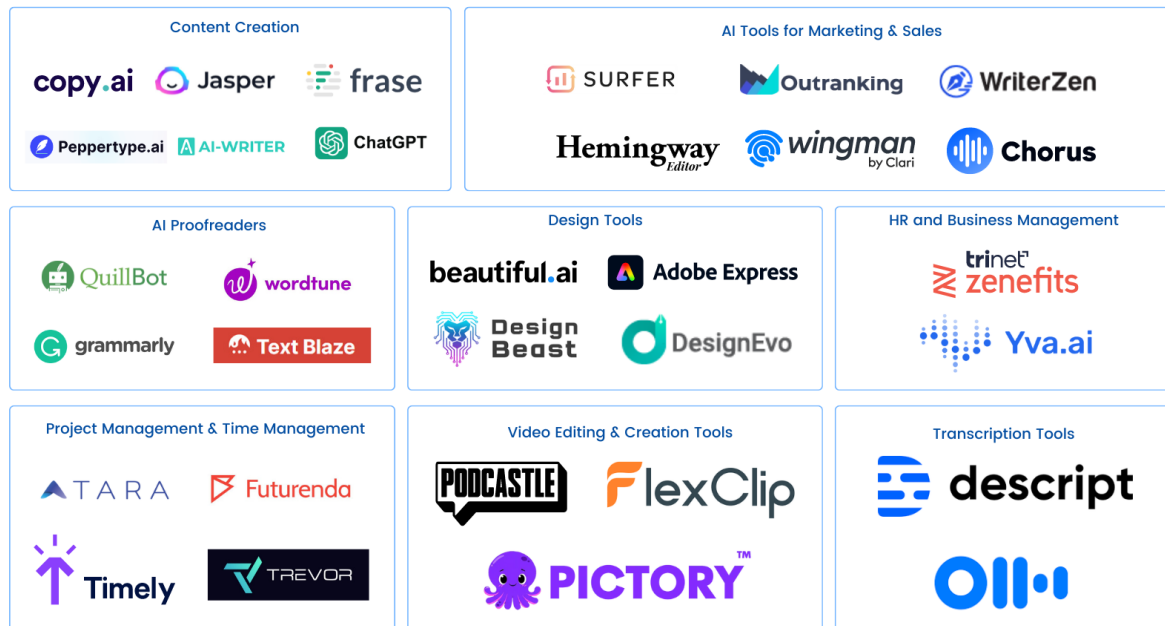 Content Creation
copy.ai
Jasper
frase
Peppertype.ai
AI-WRITER
ChatGPT
AI Tools for Marketing & Sales
SURFER
Outranking
WriterZen
Hemingway
Editor
wingman
by Clari
Chorus
AI Proofreaders
QuillBot
wordtune
grammarly
Text Blaze
Design Tools
beautiful.ai
Adobe Express
Design
Beast
DesignEvo
HR and Business Management
trinet
zenefits
Yva.ai
Project Management & Time Management
TARA
Futurenda
Timely
TREVOR
Video Editing & Creation Tools
PODCASTLE
FlexClip
PICTORY™
Transcription Tools
descript